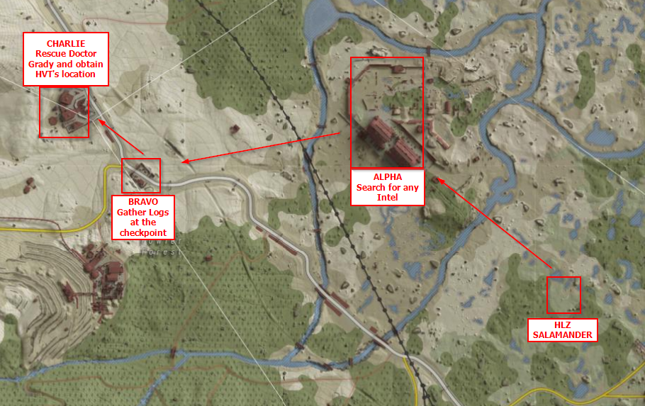 CHARLIE
Rescue Doctor
Grady and obtain
HVT's location
ALPHA
Search for any
Intel
BRAVO
Gather Logs
at the
checkpoint
HLZ
SALAMANDER